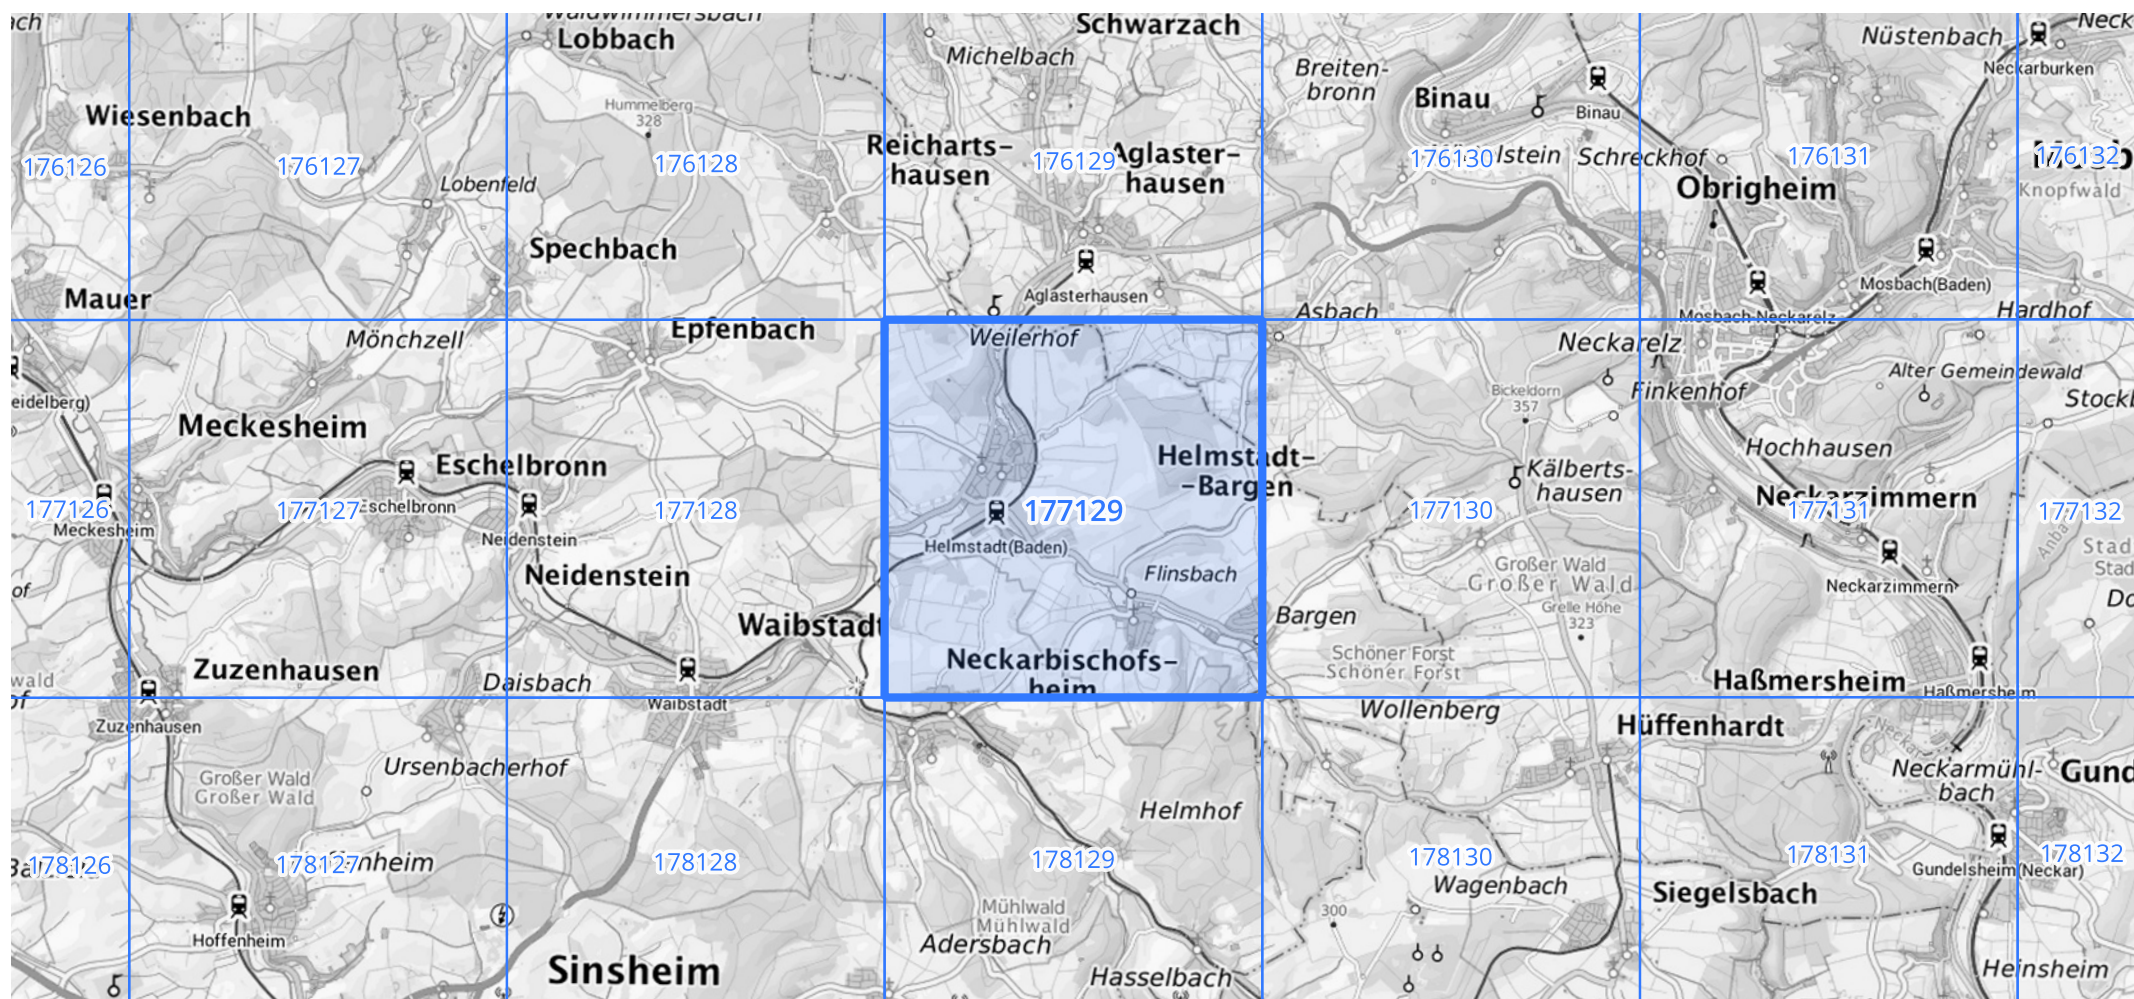 Waldwimmersbach
Schwarzach
Lobbach
Michelbach
Nüstenbach
Neckarburken
Breiten-
bronn
Binau
Binau
Hummelberg
328
Wiesenbach
Reicharts-
hausen
Aglaster-
hausen
Schreckhof
176126
176127
176128
176129
176130
176131
176132
Lobenfeld
Obrigheim
Knopfwald
Spechbach
Mauer
Aglasterhausen
Mosbach(Baden)
Asbach
Hardhof
Mosbach-Neckarelz
Mönchzell
Epfenbach
Weilerhof
Neckarelz
Alter Gemeindewald
Bickeldorn
357
Finkenhof
eidelberg)
Meckesheim
Hochhausen
Eschelbronn
Helmstadt-
-Bargen
Kälberts-
hausen
Neckarzimmern
177126
177127
177128
177129
177130
177131
177132
Eschelbronn
Meckesheim
Neidenstein
Helmstadt(Baden)
Neidenstein
Flinsbach
Großer Wald
Großer Wald
Neckarzimmern
Grelle Höhe
323
Waibstadt
Bargen
Schöner Forst
Schöner Forst
Zuzenhausen
Daisbach
Neckarbischofs-
heim
Haßmersheim
Haßmersheim
Waibstadt
Zuzenhausen
Wollenberg
Hüffenhardt
Ursenbacherhof
Großer Wald
Großer Wald
Neckarmühl-
bach
Helmhof
178126
178127
178128
178129
178130
178131
178132
Gundelsheim(Neckar)
Wagenbach
Siegelsbach
Mühlwald
Mühlwald
300
Hoffenheim
Adersbach
Sinsheim
Hasselbach
Heinsheim